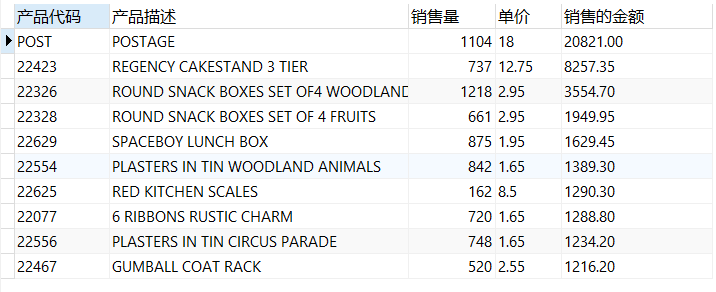 产品代码 产品描述 销售量 单价 销售的金额
POST POSTAGE 1104 18 20821.00
22423 REGENCY CAKESTAND 3 TIER 737 12.75 8257.35
22326 ROUND SNACK BOXES SET OF4 WOODLAND 1218 2.95 3554.70
22328 ROUND SNACK BOXES SET OF 4 FRUITS 661 2.95 1949.95
22629 SPACEBOY LUNCH BOX 875 1.95 1629.45
22554 PLASTERS IN TIN WOODLAND ANIMALS 842 1.65 1389.30
22625 RED KITCHEN SCALES 162 8.5 1290.30
22077 6 RIBBONS RUSTIC CHARM 720 1.65 1288.80
22556 PLASTERS IN TIN CIRCUS PARADE 748 1.65 1234.20
22467 GUMBALL COAT RACK 520 2.55 1216.20